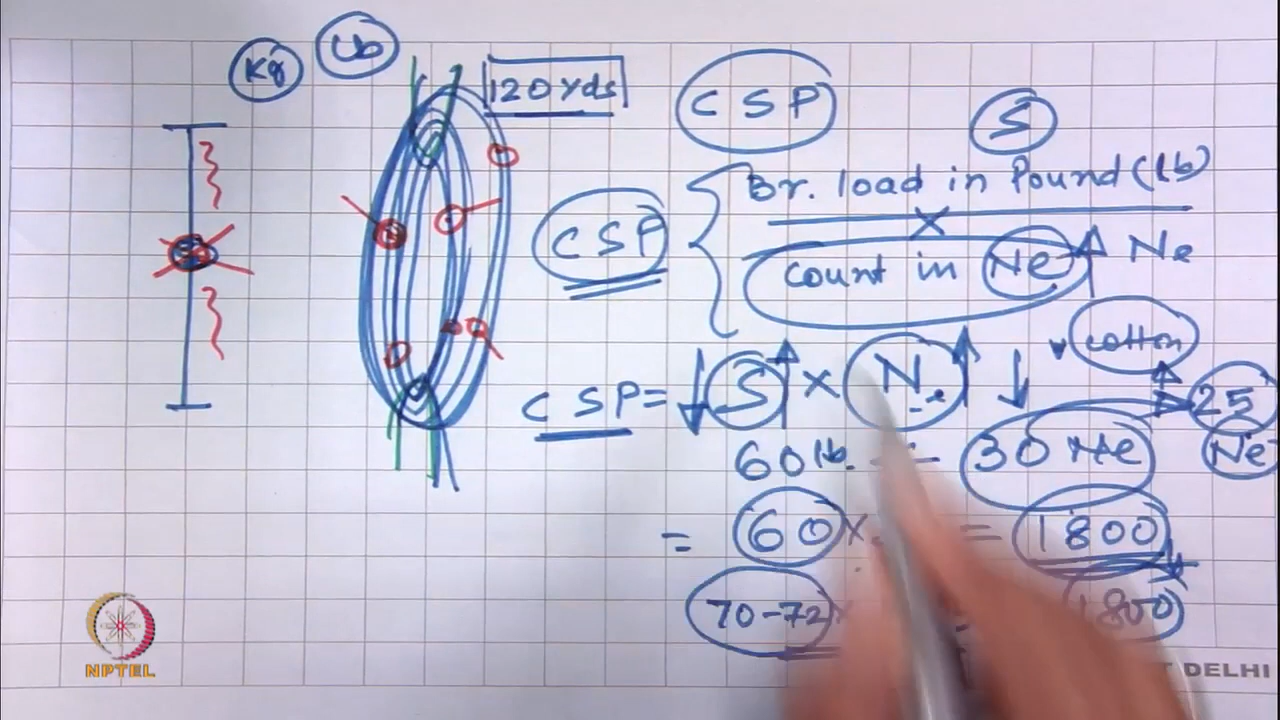 Kg Lb
120 Yds
CSP
S
Br. load in Pound (Lb)
×
CSP
Count in Ne Ne
cotton
CSP = S × Ne
25
60 lb. 30 Ne Ne
= 60 × = 1800
70-72 × 1800
NPTEL
DELHI